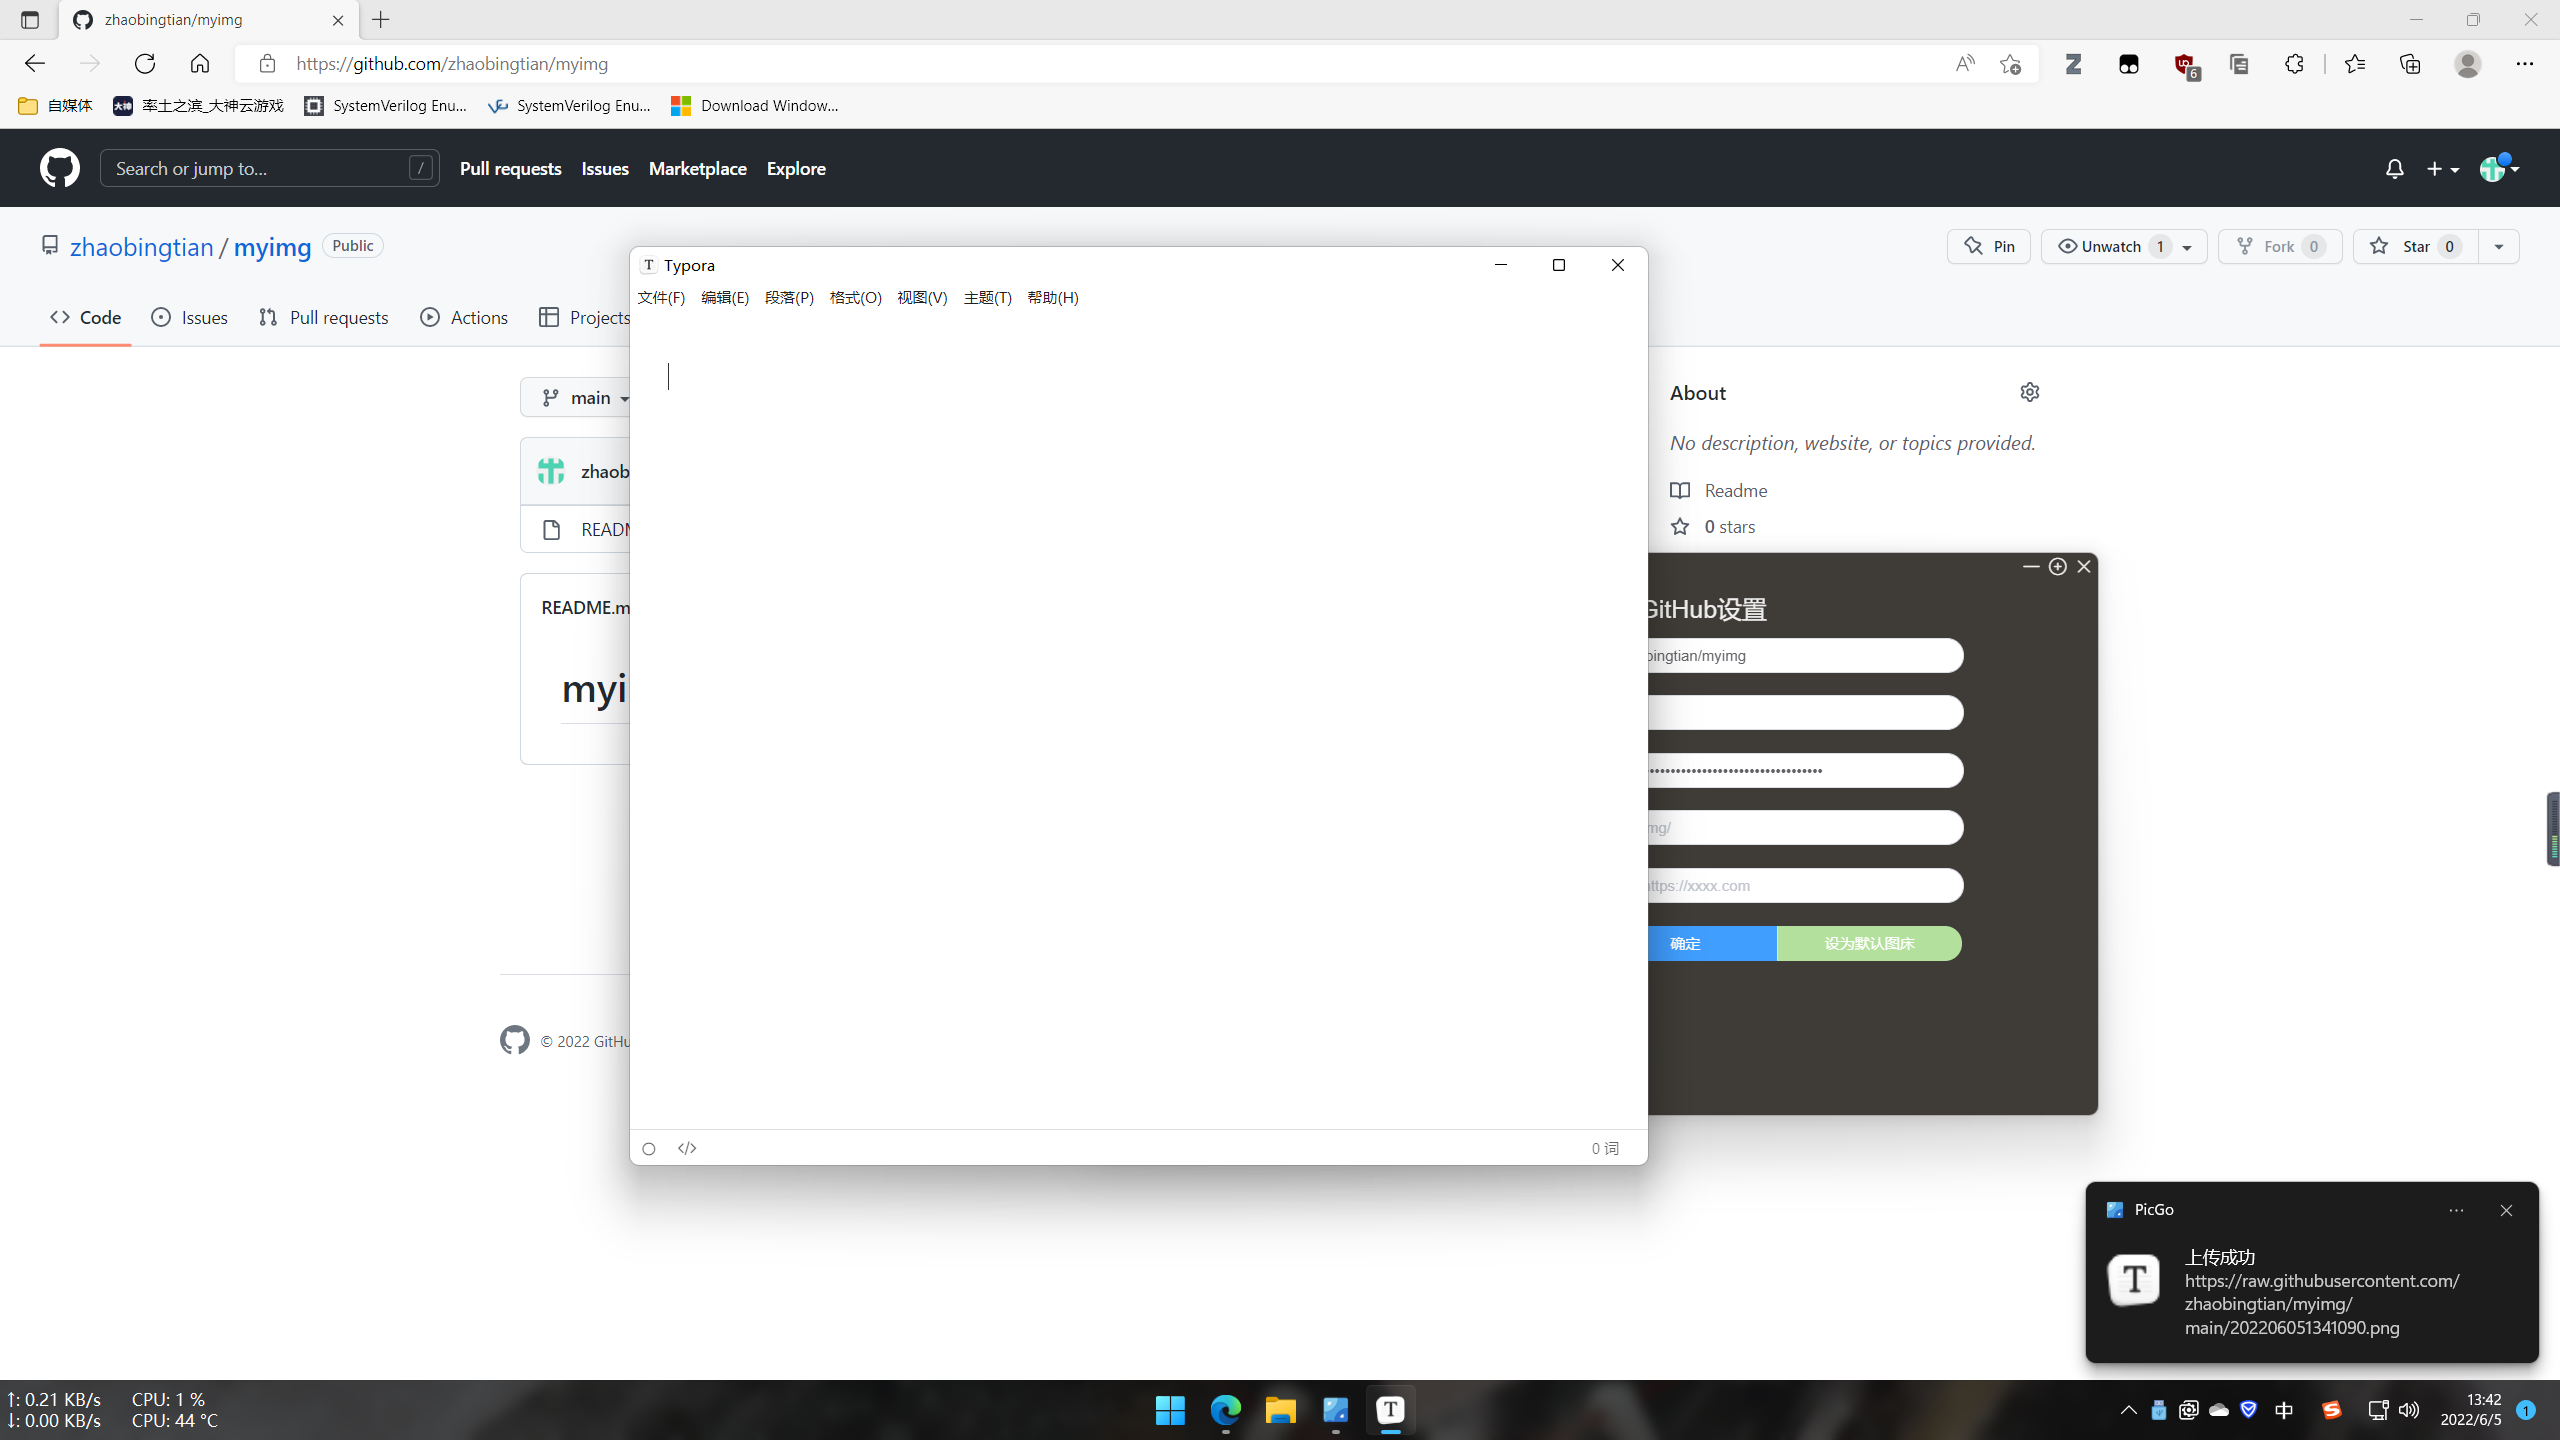 zhaobingtian/myimg
https://github.com/zhaobingtian/myimg
6
自媒体
率土之滨_大神云游戏
SystemVerilog Enu...
SystemVerilog Enu...
Download Window...
Search or jump to...
/
Pull requests
Issues
Marketplace
Explore
zhaobingtian / myimg
Public
Pin
Unwatch 1
Fork 0
Star 0
Code
Issues
Pull requests
Actions
Projects
T Typora
文件(F) 编辑(E) 段落(P) 格式(O) 视图(V) 主题(T) 帮助(H)
main
zhaob
READM
README.m
myi
© 2022 GitHu
0 词
About
No description, website, or topics provided.
Readme
0 stars
GitHub设置
bingtian/myimg
mg/
ttps://xxxx.com
确定
设为默认图床
PicGo
上传成功
https://raw.githubusercontent.com/
zhaobingtian/myimg/
main/202206051341090.png
↑: 0.21 KB/s CPU: 1 %
↓: 0.00 KB/s CPU: 44 °C
中
13:42
2022/6/5
1